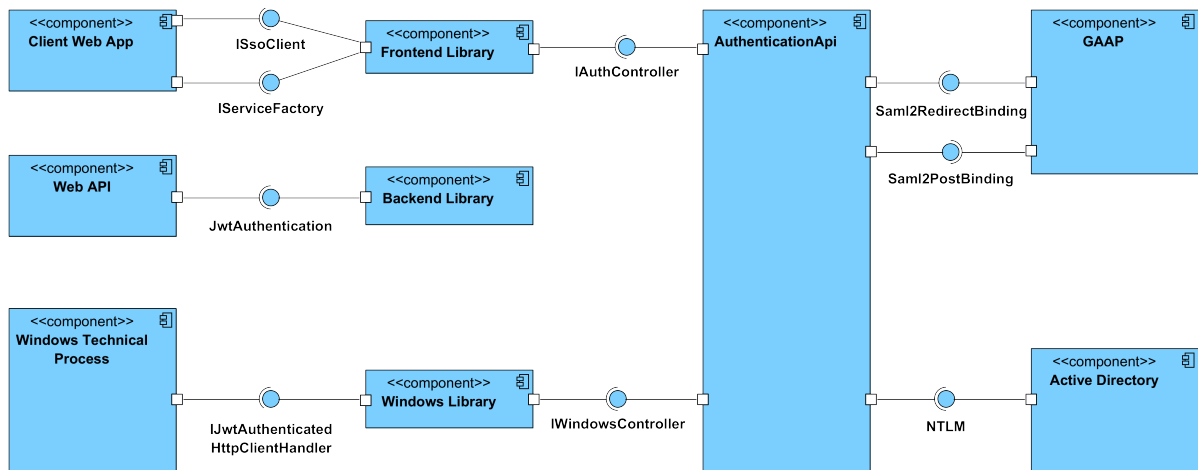 <<component>>
Client Web App
ISsoClient
IServiceFactory
<<component>>
Frontend Library
IAuthController
<<component>>
AuthenticationApi
Saml2RedirectBinding
Saml2PostBinding
<<component>>
GAAP
<<component>>
Web API
JwtAuthentication
<<component>>
Backend Library
<<component>>
Windows Technical
Process
IJwtAuthenticated
HttpClientHandler
<<component>>
Windows Library
IWindowsController
NTLM
<<component>>
Active Directory